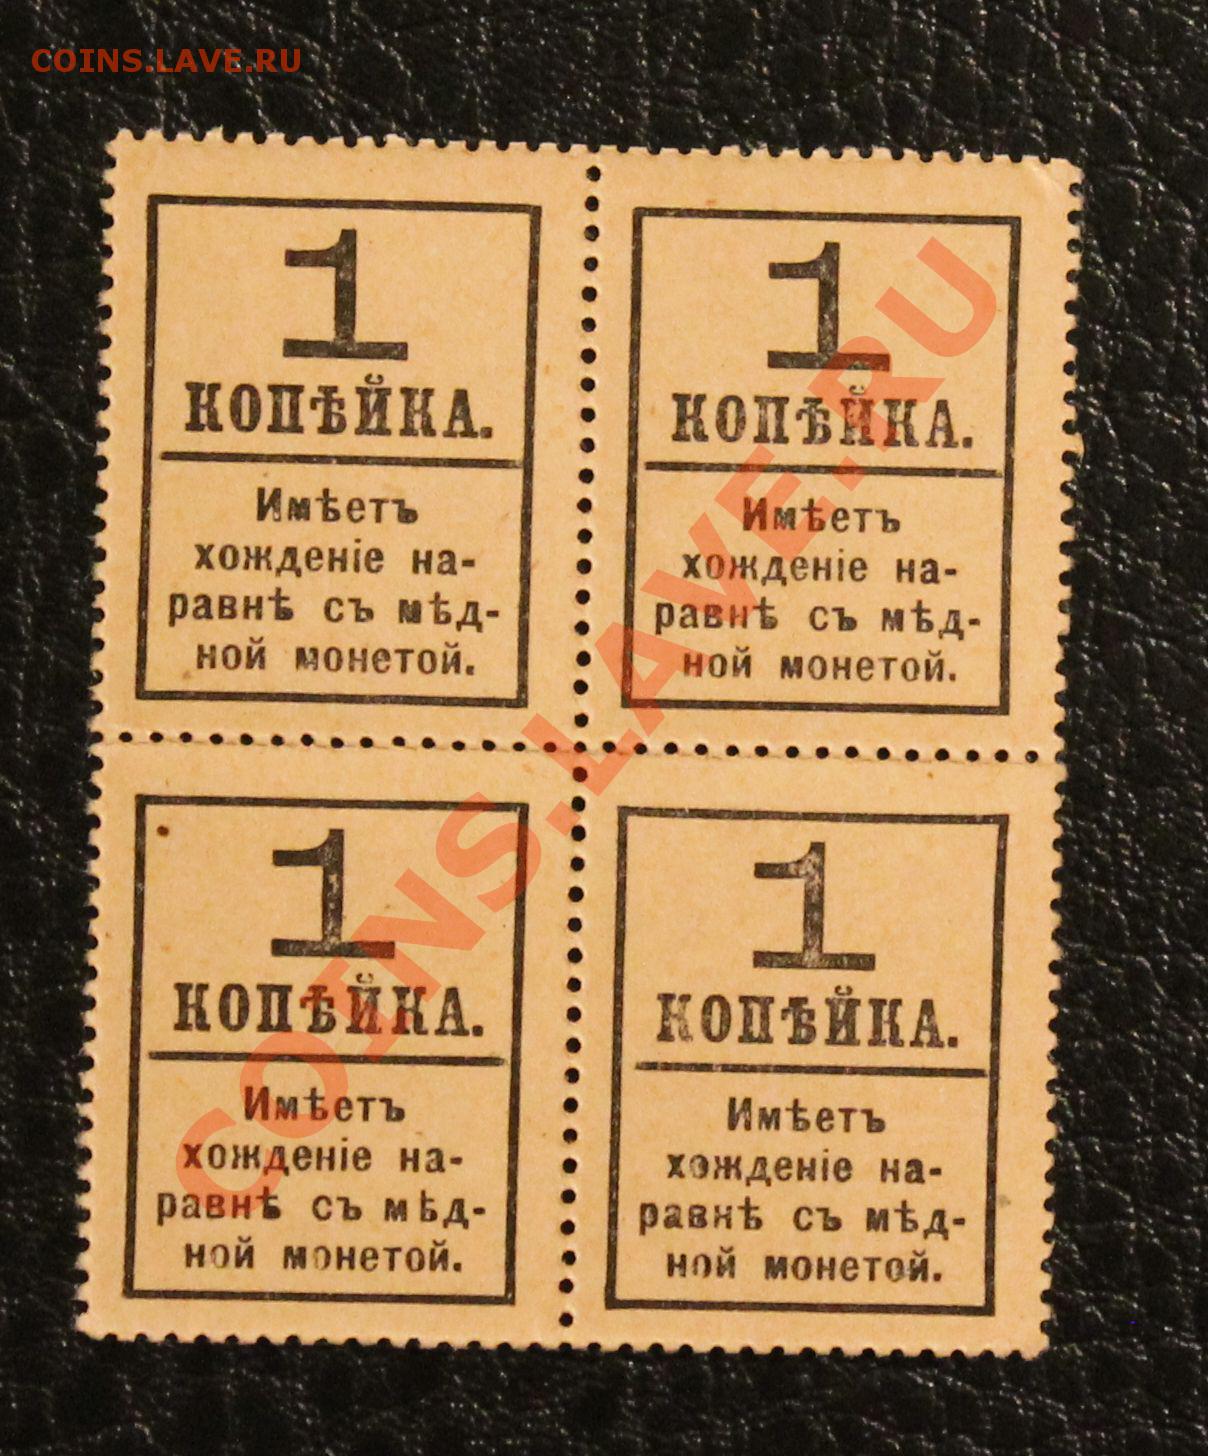 COINS.LAVE.RU
1
КОПѢЙКА.
Имѣетъ
хожденіе на-
равнѣ съ мѣд-
ной монетой.
1
КОПѢЙКА.
Имѣетъ
хожденіе на-
равнѣ съ мѣд-
ной монетой.
1
КОПѢЙКА.
Имѣетъ
хожденіе на-
равнѣ съ мѣд-
ной монетой.
1
КОПѢЙКА.
Имѣетъ
хожденіе на-
равнѣ съ мѣд-
ной монетой.
COINS.LAVE.RU